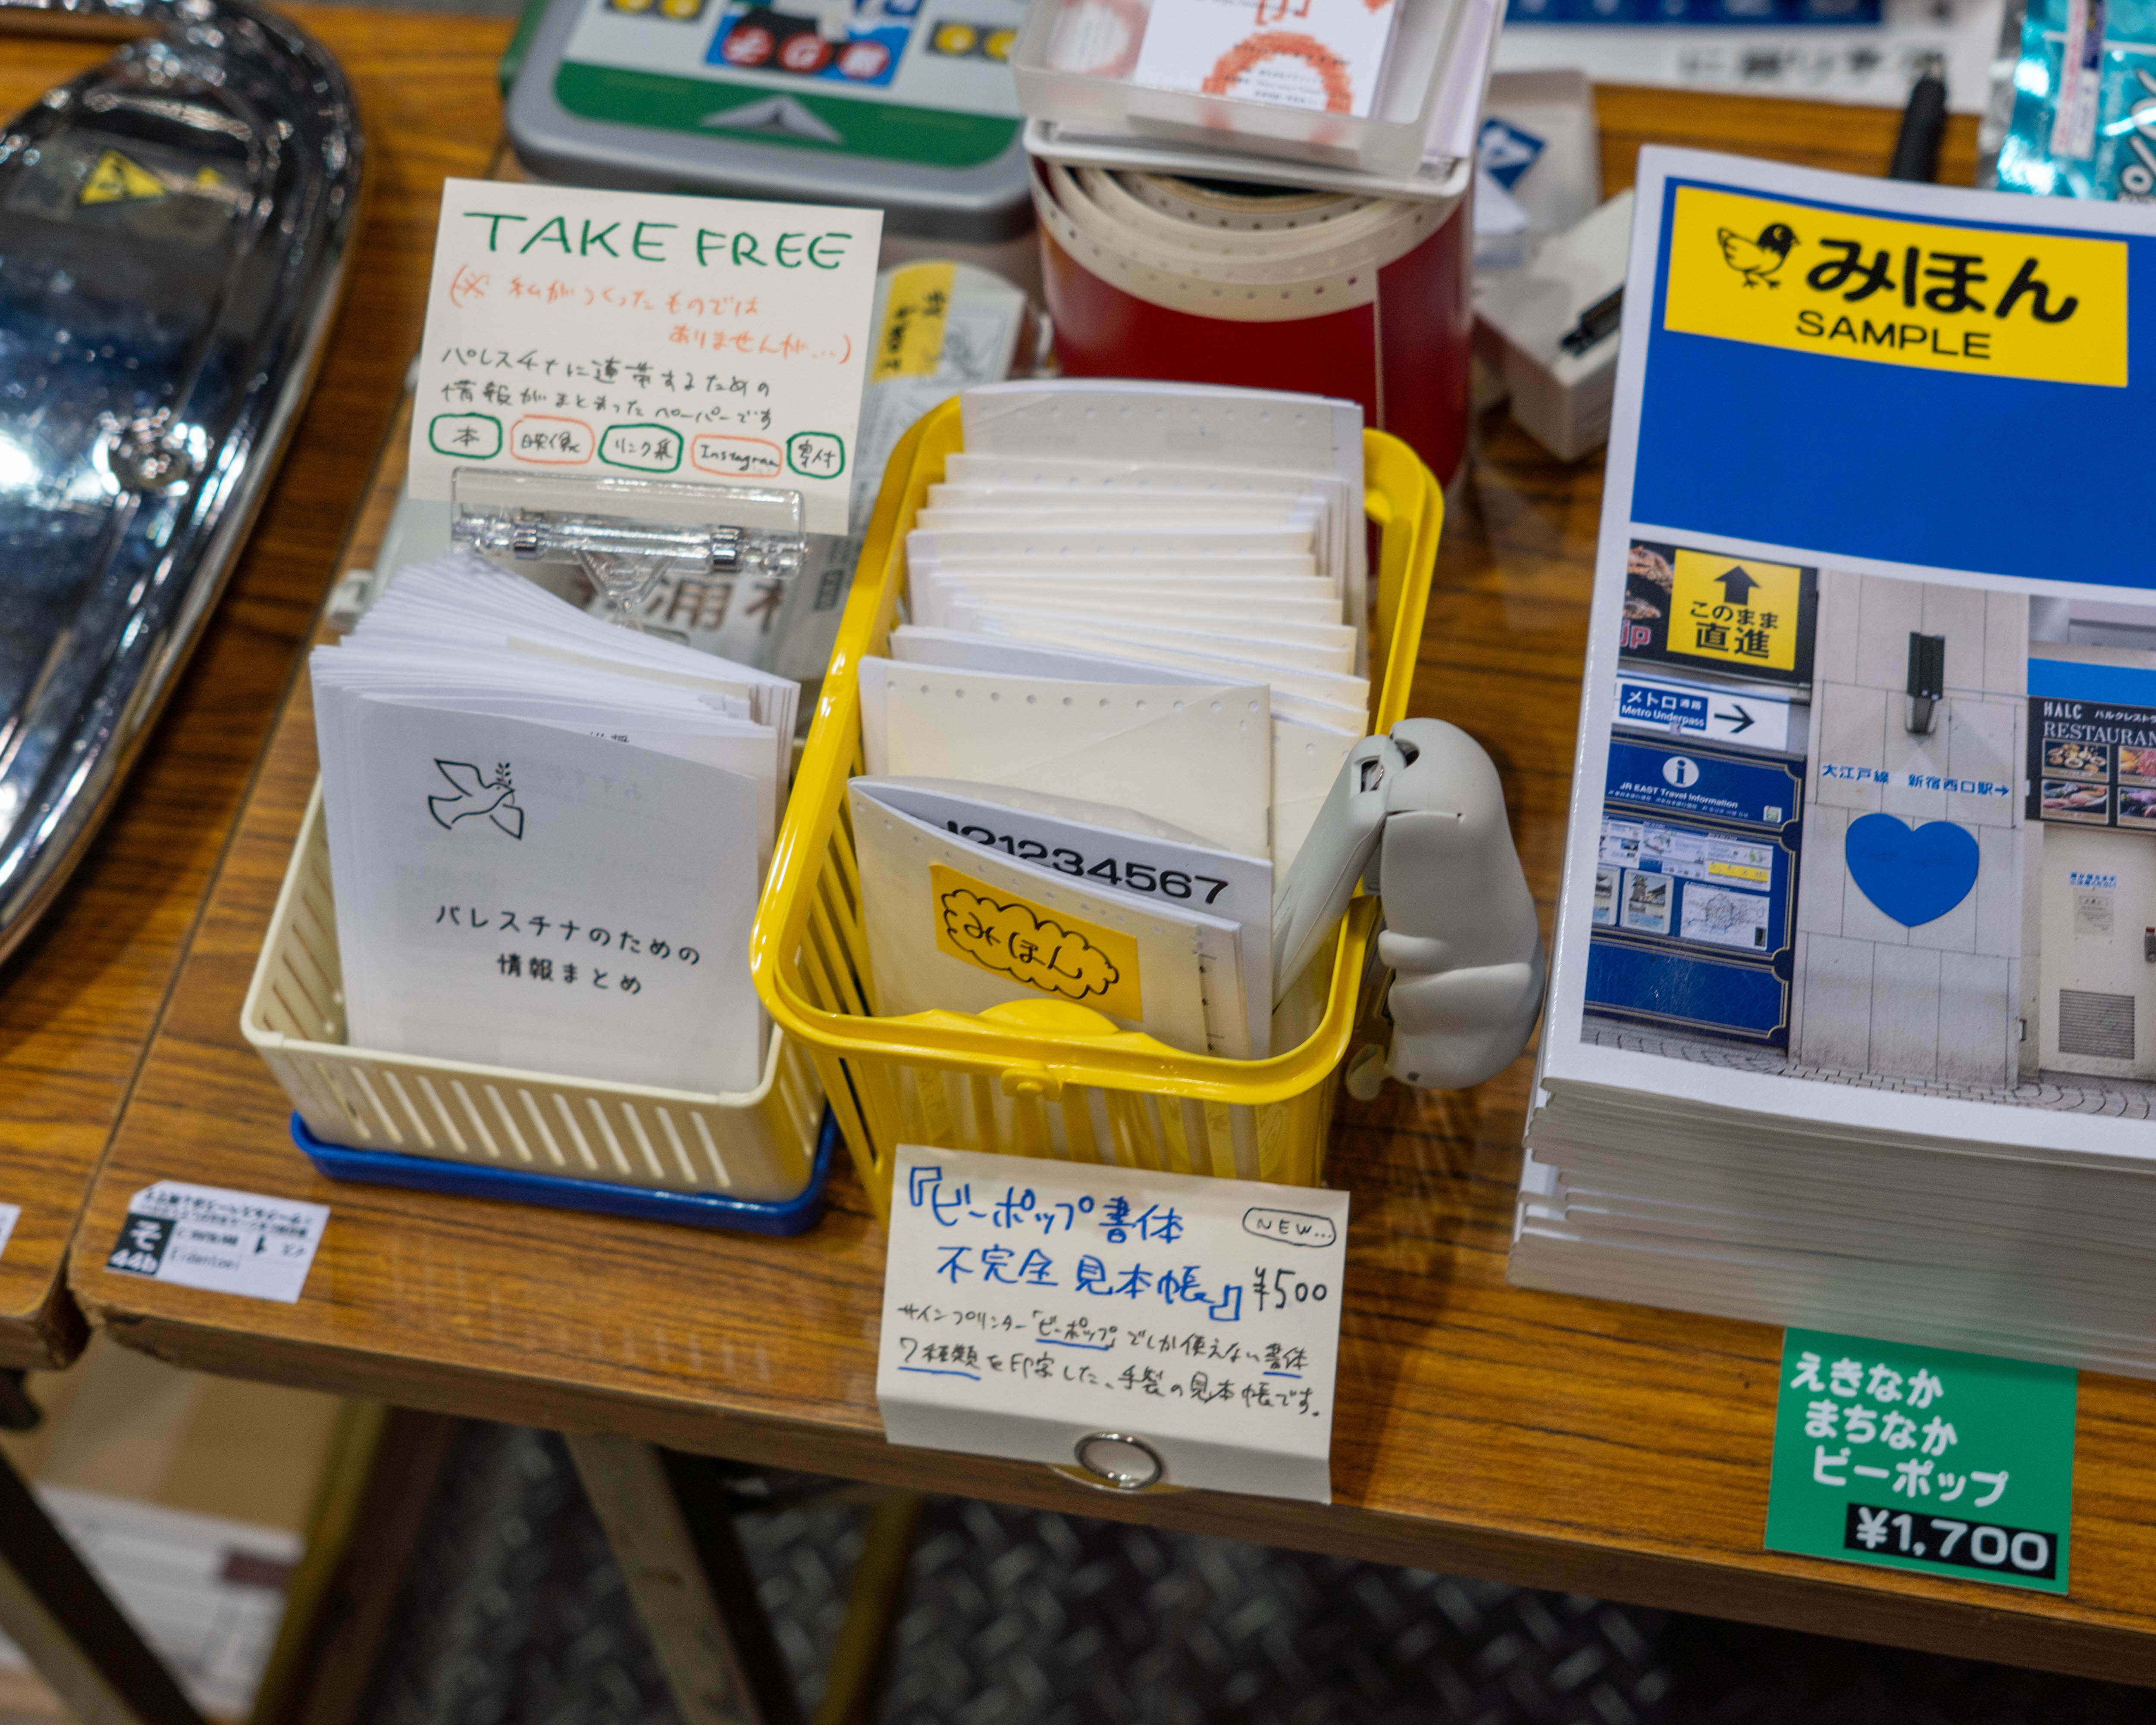 TAKE FREE
(※ 私がつくったものでは
ありませんが…)
パレスチナに連帯するための
情報がまとまったペーパーです
本 映像 リンク集 Instagram 寄付
パレスチナのための
情報まとめ
1234567
みほん
『ビーポップ書体
不完全見本帳』
NEW...
¥500
サインプリンター「ビーポップ」でしか使えない書体
7種類を印字した、手製の見本帳です。
そ
44b
みほん
SAMPLE
このまま
直進
メトロ通路
Metro Underpass
JR EAST Travel Information
大江戸線 新宿西口駅→
HALC
RESTAURAN
えきなか
まちなか
ビーポップ
¥1,700